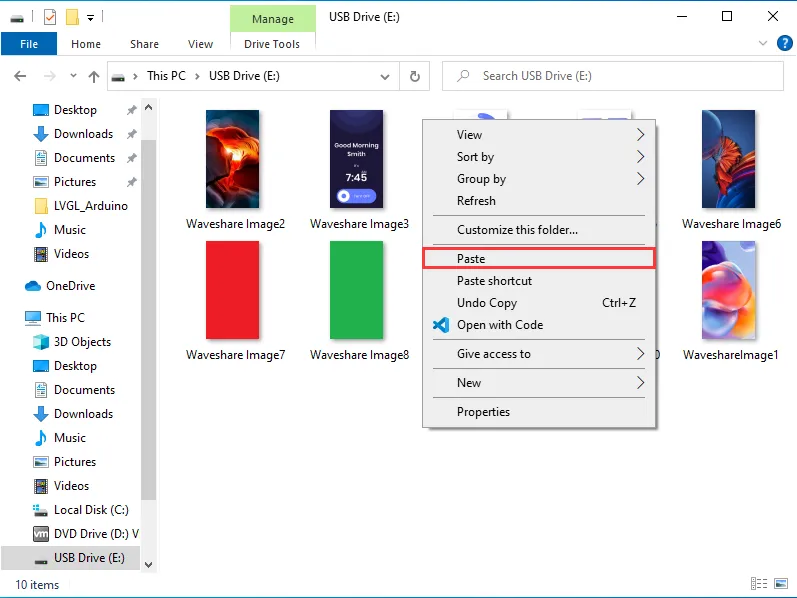 Manage
USB Drive (E:)
File
Home
Share
View
Drive Tools
This PC
USB Drive (E:)
Search USB Drive (E:)
Desktop
Downloads
Documents
Pictures
LVGL_Arduino
Music
Videos
OneDrive
This PC
3D Objects
Desktop
Documents
Downloads
Music
Pictures
Videos
Local Disk (C:)
DVD Drive (D:) V
USB Drive (E:)
Good Morning
Smith
7:45
Waveshare Image2
Waveshare Image3
Waveshare Image6
Waveshare Image7
Waveshare Image8
WaveshareImage1
View
Sort by
Group by
Refresh
Customize this folder...
Paste
Paste shortcut
Undo Copy Ctrl+Z
Open with Code
Give access to
New
Properties
10 items